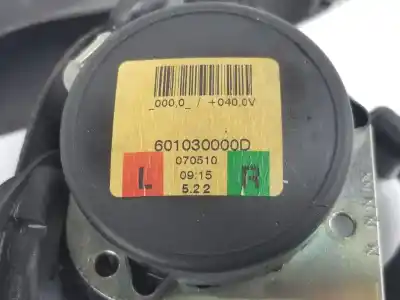 _000,0_ / +040,0V
601030000D
070510
L
A
09:15
5.2 2